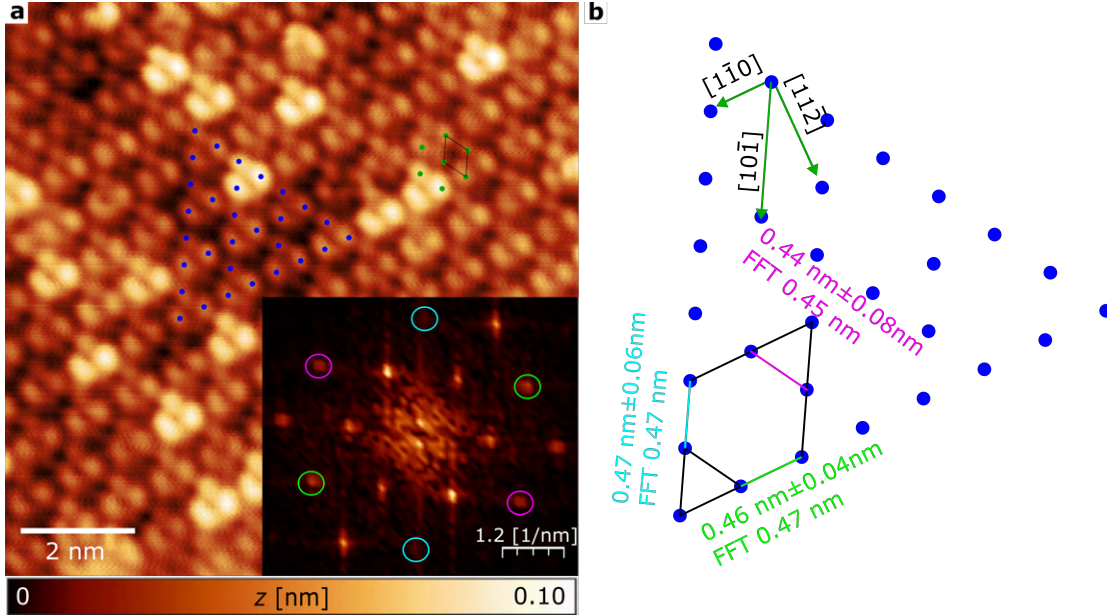 a
b
[11̅0]
[112̅]
[101̅]
0.44 nm±0.08nm
FFT 0.45 nm
0.47 nm±0.06nm
FFT 0.47 nm
0.46 nm±0.04nm
FFT 0.47 nm
1.2 [1/nm]
2 nm
0
z [nm]
0.10